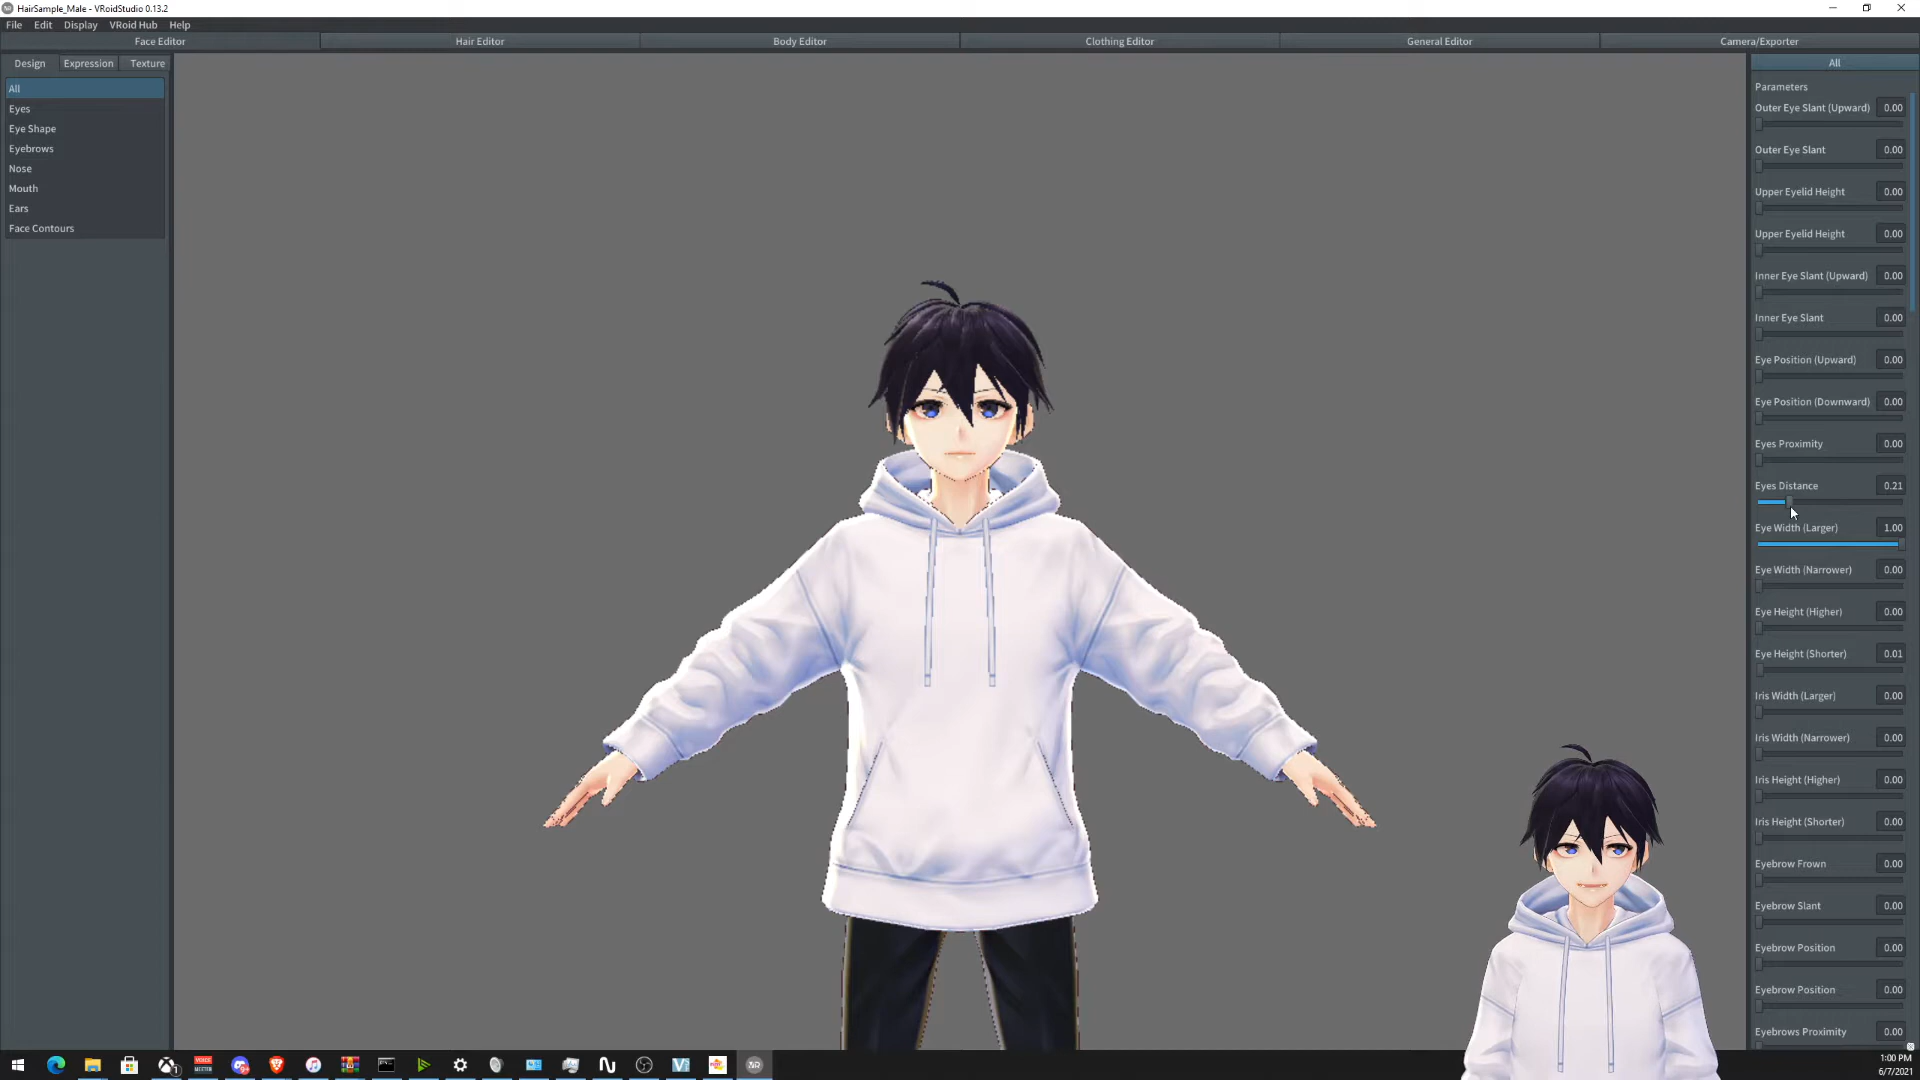 HairSample_Male - VRoidStudio 0.13.2
File Edit Display VRoid Hub Help
Face Editor Hair Editor Body Editor Clothing Editor General Editor Camera/Exporter
Design Expression Texture
All
Eyes
Eye Shape
Eyebrows
Nose
Mouth
Ears
Face Contours
All
Parameters
Outer Eye Slant (Upward) 0.00
Outer Eye Slant 0.00
Upper Eyelid Height 0.00
Upper Eyelid Height 0.00
Inner Eye Slant (Upward) 0.00
Inner Eye Slant 0.00
Eye Position (Upward) 0.00
Eye Position (Downward) 0.00
Eyes Proximity 0.00
Eyes Distance 0.21
Eye Width (Larger) 1.00
Eye Width (Narrower) 0.00
Eye Height (Higher) 0.00
Eye Height (Shorter) 0.01
Iris Width (Larger) 0.00
Iris Width (Narrower) 0.00
Iris Height (Higher) 0.00
Iris Height (Shorter) 0.00
Eyebrow Frown 0.00
Eyebrow Slant 0.00
Eyebrow Position 0.00
Eyebrow Position 0.00
Eyebrows Proximity 0.00
1:00 PM
6/7/2021